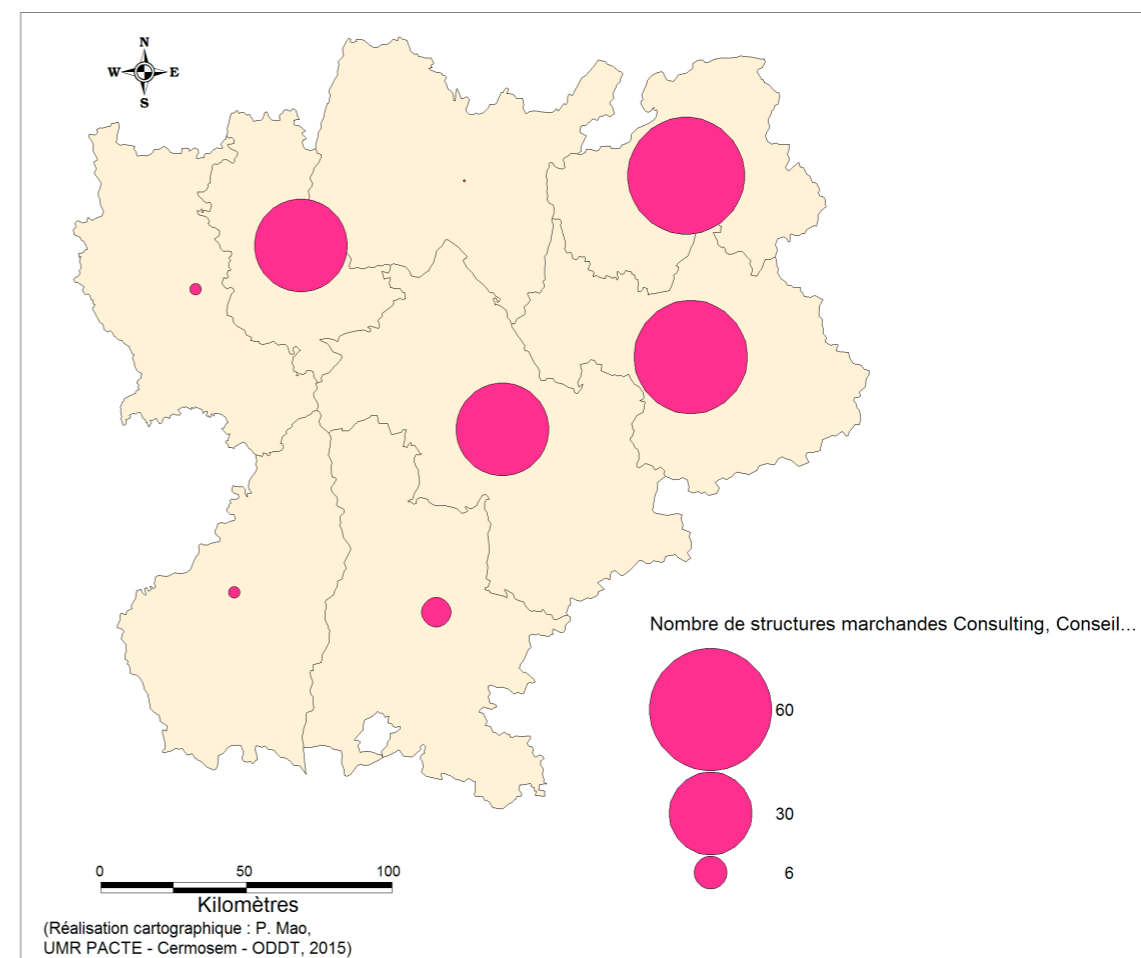 N
W E
S
Nombre de structures marchandes Consulting, Conseil...
60
30
6
0 50 100
Kilomètres
(Réalisation cartographique : P. Mao,
UMR PACTE - Cermosem - ODDT, 2015)